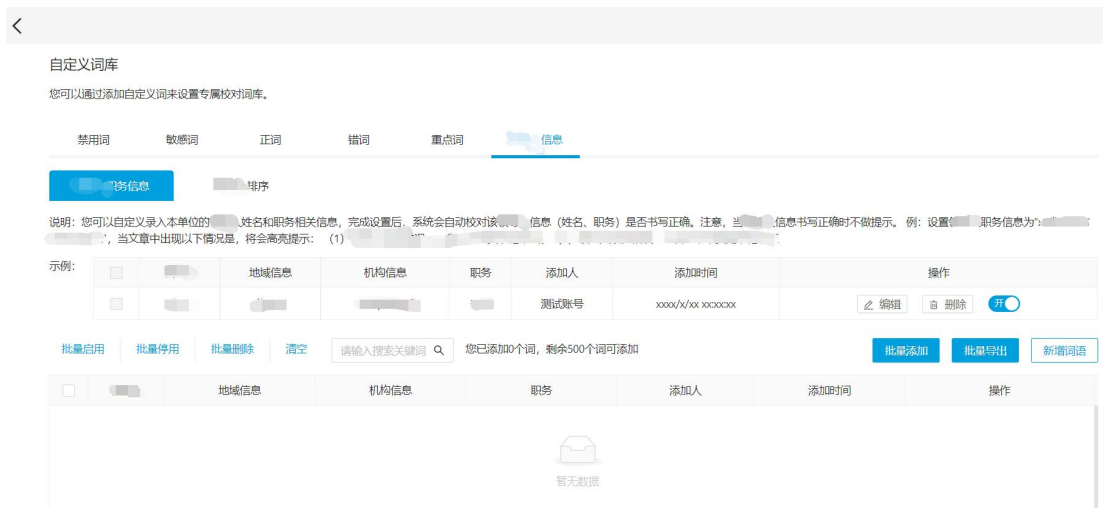 自定义词库
您可以通过添加自定义词来设置专属校对词库。
禁用词 敏感词 正词 错词 重点词 信息
职务信息 排序
说明：您可以自定义录入本单位的 姓名和职务相关信息，完成设置后，系统会自动校对该 信息（姓名、职务）是否书写正确。注意，当 信息书写正确时不做提示。 例：设置 职务信息为“
”，当文章中出现以下情况是，将会高亮提示：（1）
示例： 地域信息 机构信息 职务 添加人 添加时间 操作
测试账号 xxxx/x/xx xx:xx:xx 编辑 删除 开
批量启用 批量停用 批量删除 清空 请输入搜索关键词 您已添加0个词，剩余500个词可添加 批量添加 批量导出 新增词语
地域信息 机构信息 职务 添加人 添加时间 操作
暂无数据